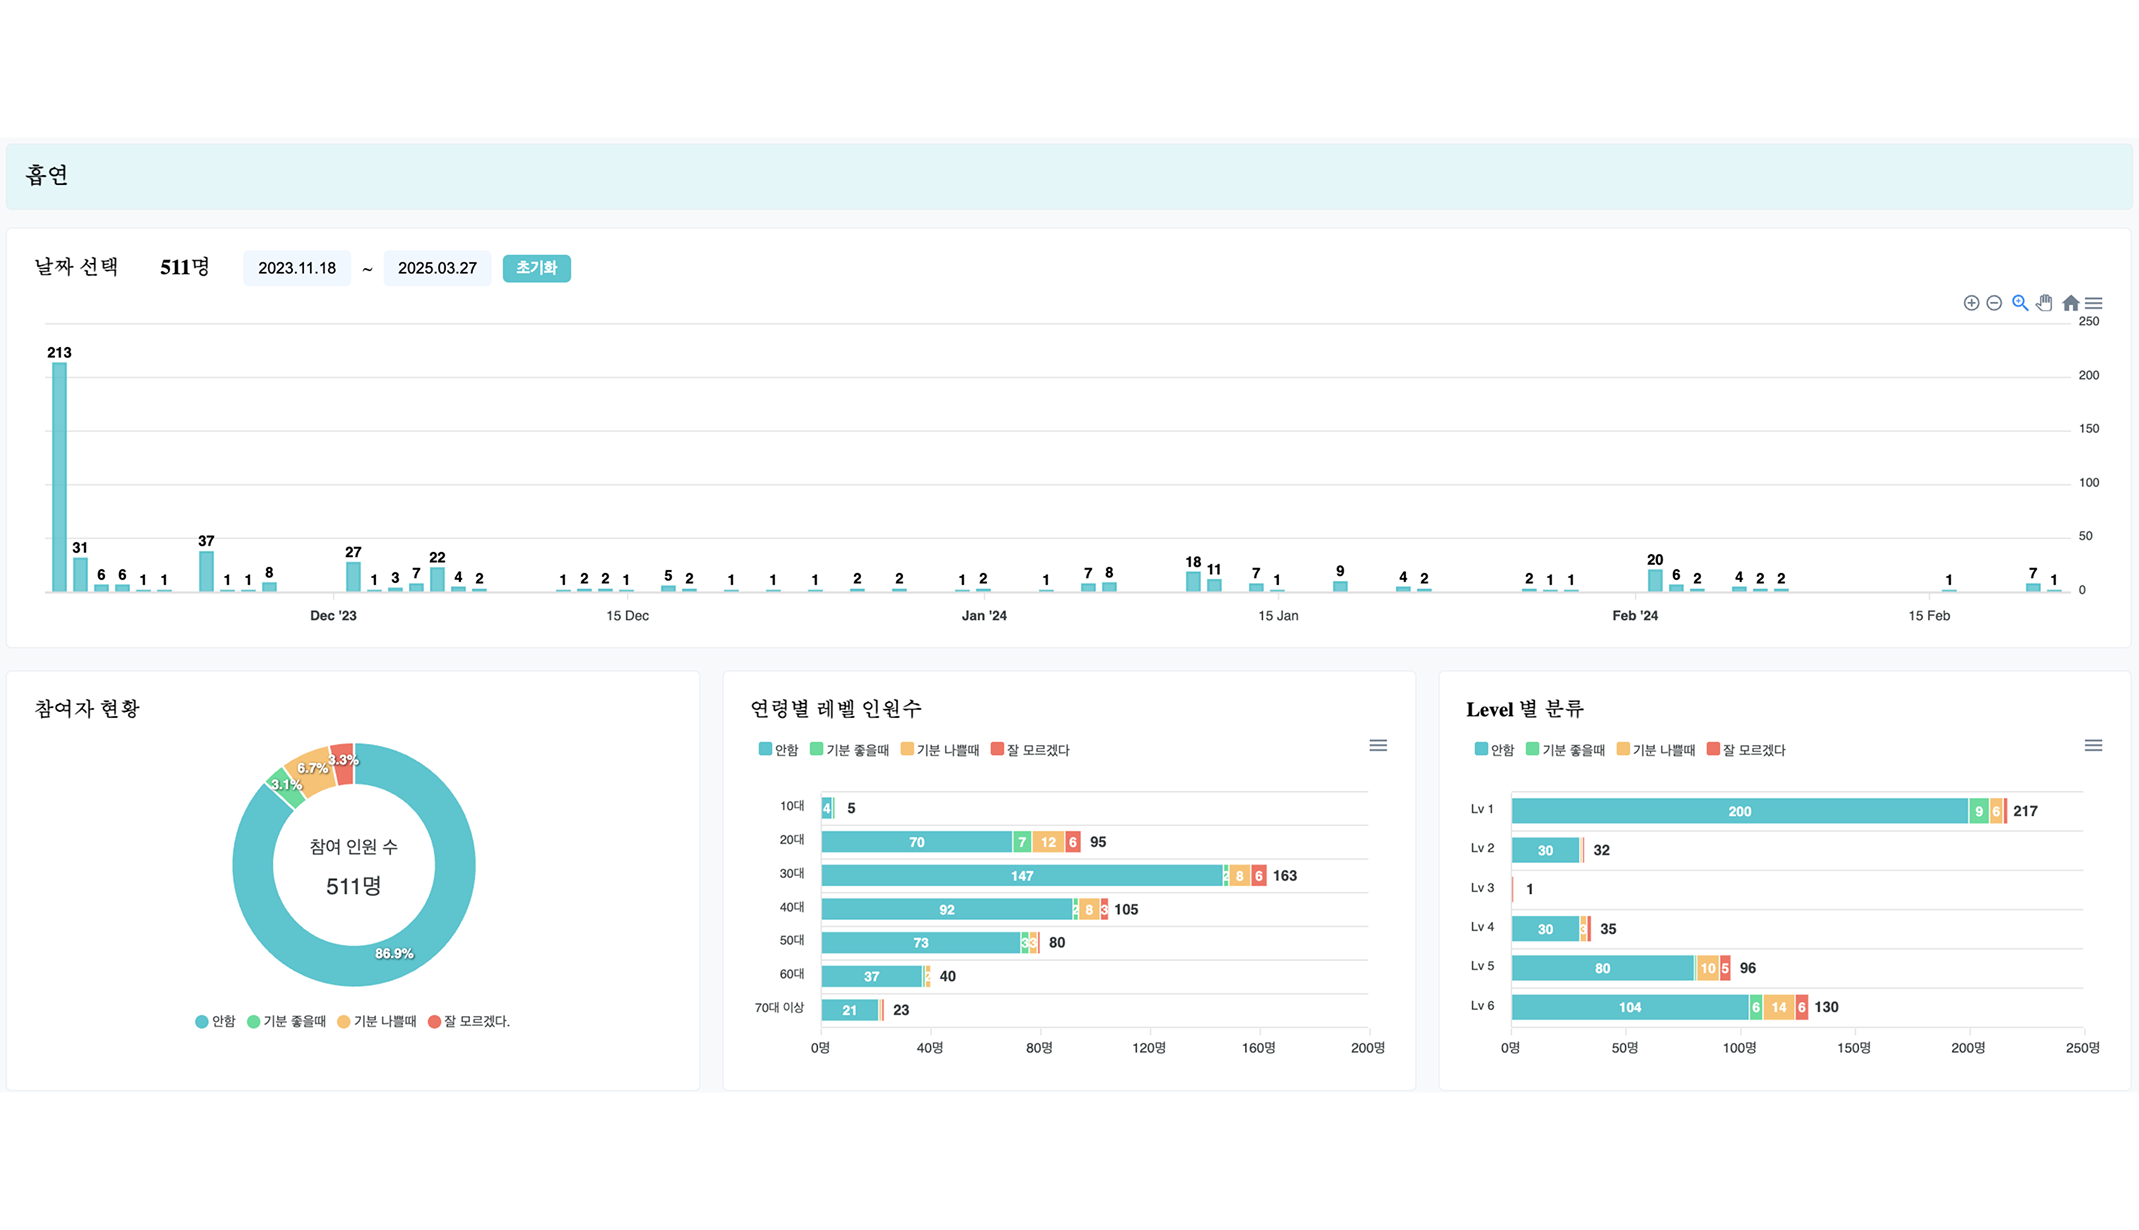 흡연
날짜 선택 511명 2023.11.18 ~ 2025.03.27 초기화
250
200
150
100
50
0
213 31 6 6 1 1 37 1 1 8 27 1 3 7 22 4 2 1 2 2 1 5 2 1 1 1 2 2 1 2 1 7 8 18 11 7 1 9 4 2 2 1 1 20 6 2 4 2 2 1 7 1
Dec '23 15 Dec Jan '24 15 Jan Feb '24 15 Feb
참여자 현황
3.1% 6.7% 3.3%
참여 인원 수
511명
86.9%
안함 기분 좋을때 기분 나쁠때 잘 모르겠다.
연령별 레벨 인원수
안함 기분 좋을때 기분 나쁠때 잘 모르겠다
10대 4 5
20대 70 7 12 6 95
30대 147 2 8 6 163
40대 92 2 8 3 105
50대 73 3 3 80
60대 37 2 40
70대 이상 21 23
0명 40명 80명 120명 160명 200명
Level 별 분류
안함 기분 좋을때 기분 나쁠때 잘 모르겠다
Lv 1 200 9 6 217
Lv 2 30 32
Lv 3 1
Lv 4 30 3 35
Lv 5 80 10 5 96
Lv 6 104 6 14 6 130
0명 50명 100명 150명 200명 250명